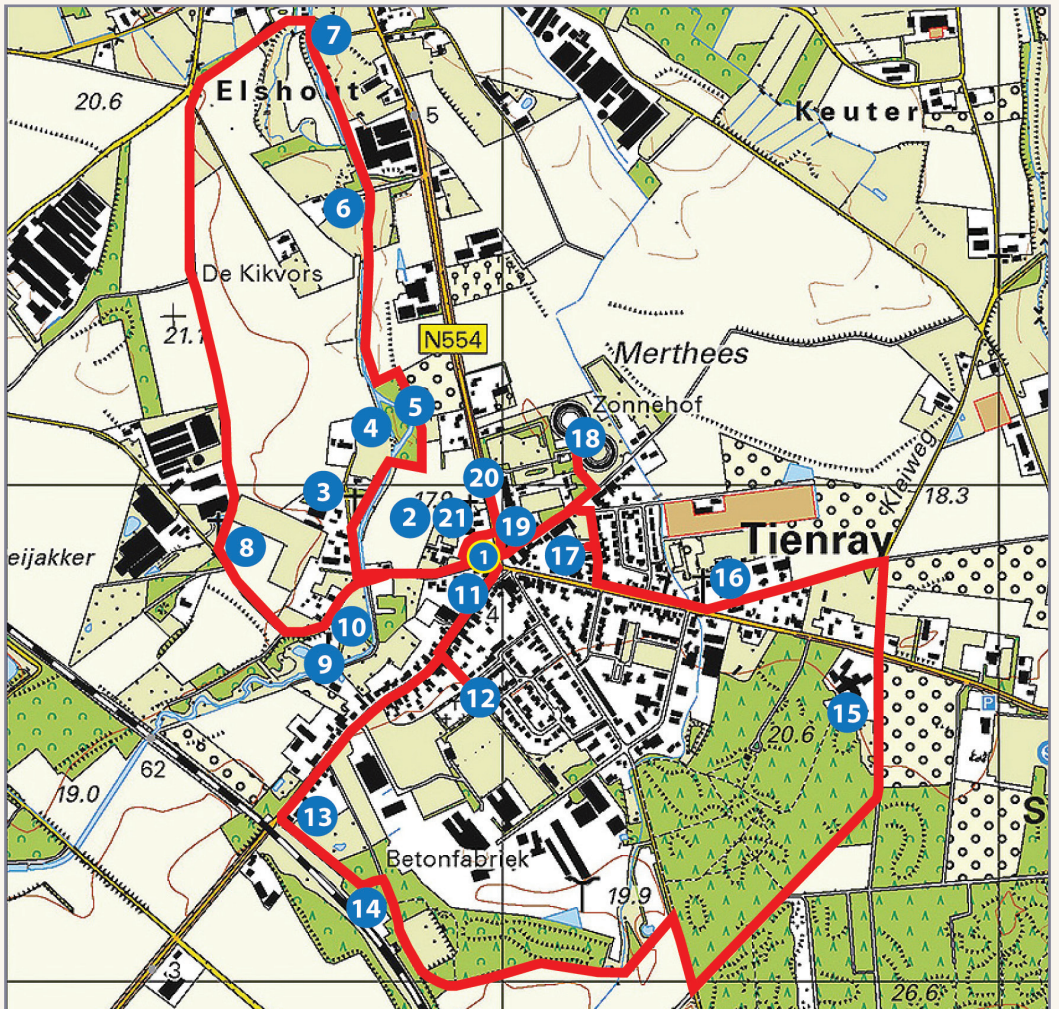 7
Elshout
20.6
5
Keuter
6
De Kikvors
21.1
N554
Merthees
Zonnehof
5
4
18
20
3
17.9
2
21
19
Kleiweg
18.3
Tienray
eijakker
8
1
17
16
11
4
10
9
12
15
20.6
P
62
19.0
13
S
Betonfabriek
14
19.9
3
26.6